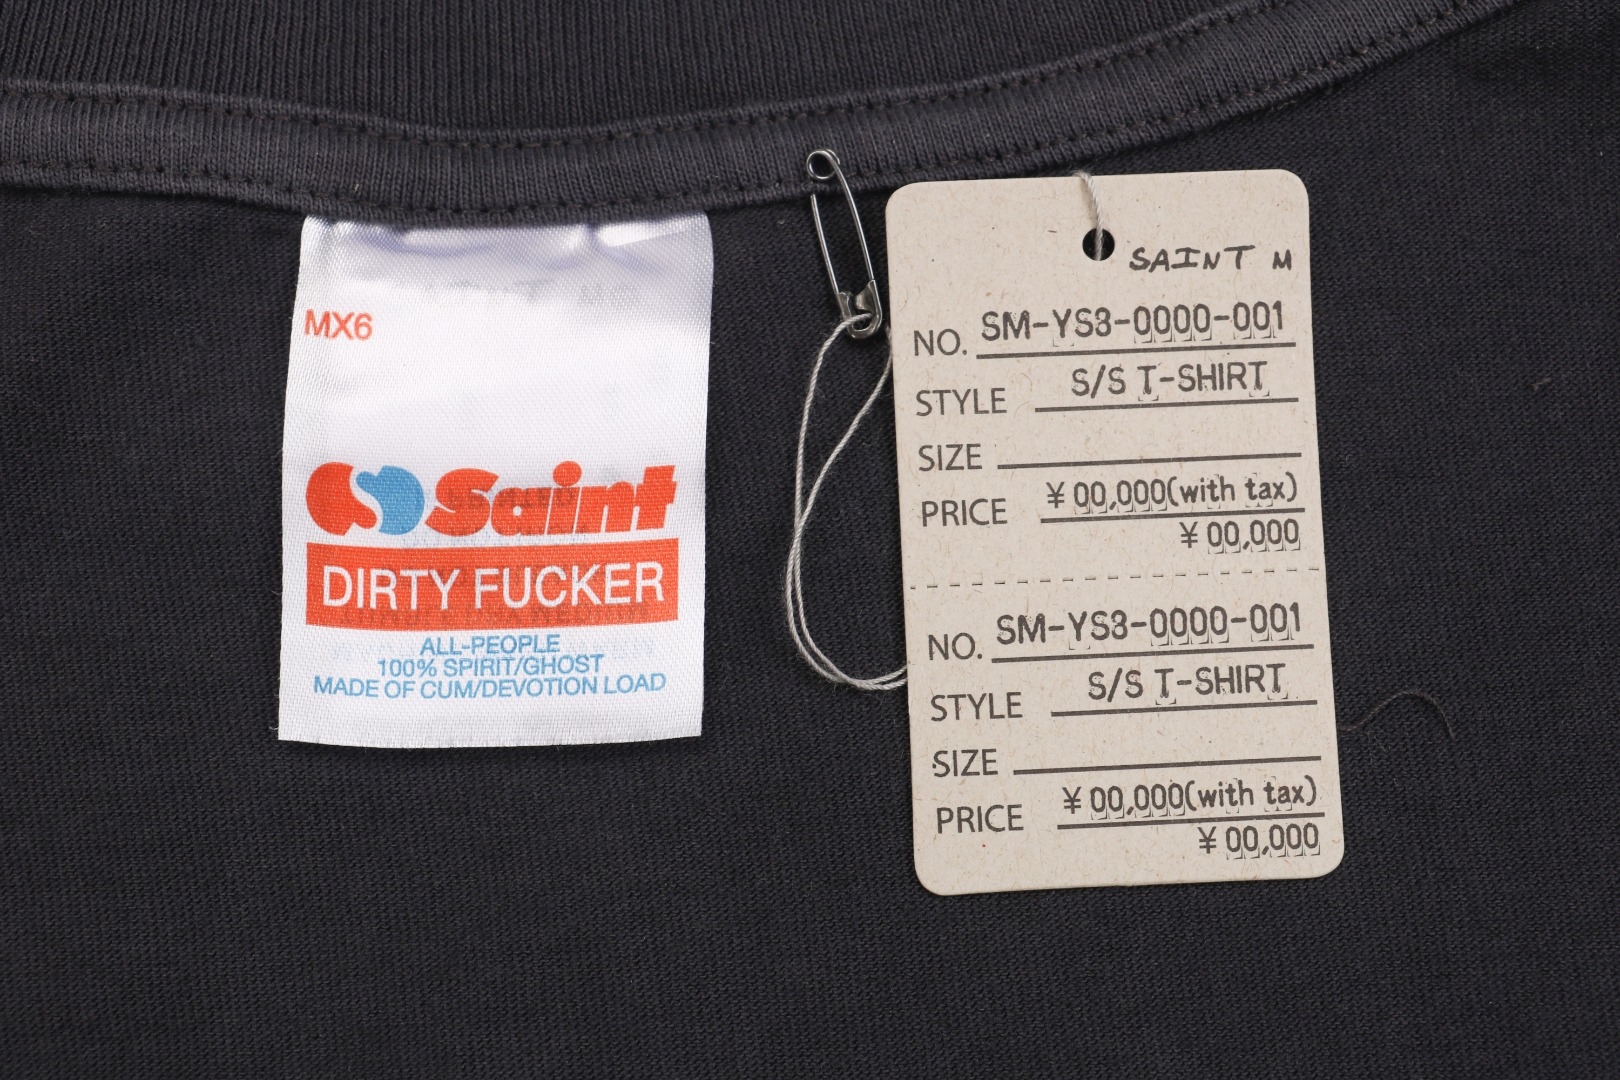 MX6
Saint
DIRTY FUCKER
ALL-PEOPLE
100% SPIRIT/GHOST
MADE OF CUM/DEVOTION LOAD
SAINT M
NO. SM-YS3-0000-001
STYLE S/S T-SHIRT
SIZE
PRICE ¥ 00,000(with tax)
¥ 00,000
NO. SM-YS3-0000-001
STYLE S/S T-SHIRT
SIZE
PRICE ¥ 00,000(with tax)
¥ 00,000